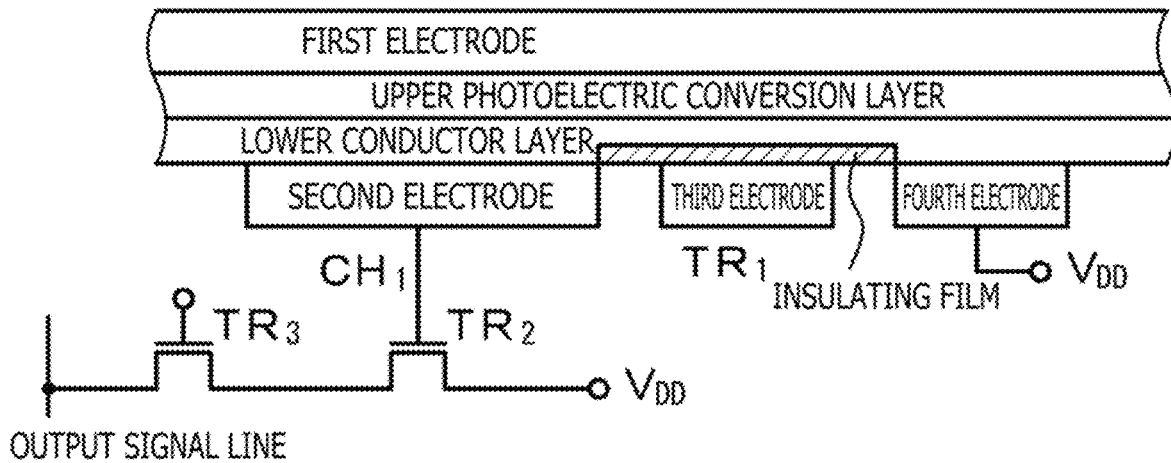 FIRST ELECTRODE
UPPER PHOTOELECTRIC CONVERSION LAYER
LOWER CONDUCTOR LAYER
SECOND ELECTRODE
THIRD ELECTRODE
FOURTH ELECTRODE
CH1
TR1
VDD
INSULATING FILM
TR3
TR2
VDD
OUTPUT SIGNAL LINE